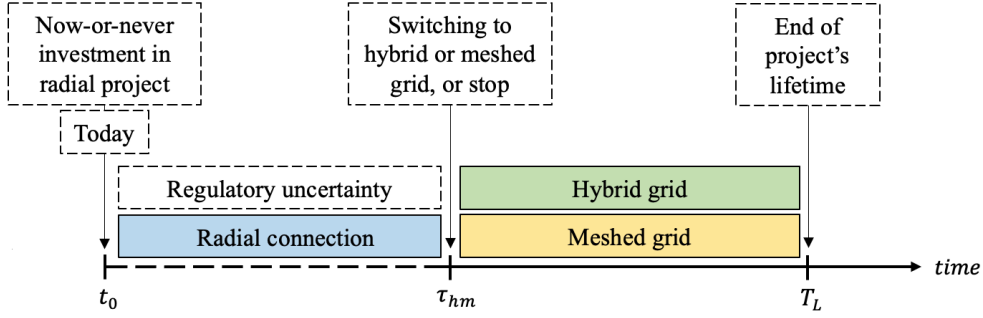 Now-or-never
investment in
radial project
Switching to
hybrid or meshed
grid, or stop
End of
project's
lifetime
Today
Regulatory uncertainty
Hybrid grid
Radial connection
Meshed grid
time
t₀
τₕₘ
T_L